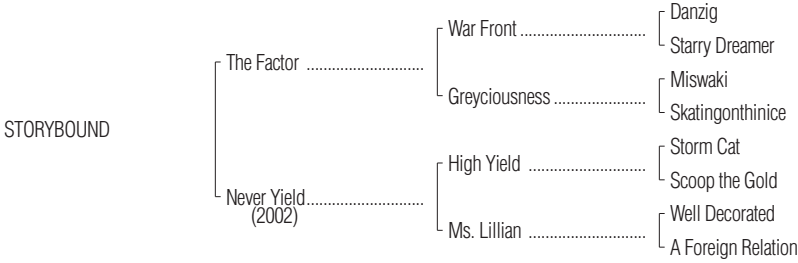 Danzig
War Front ..............................
Starry Dreamer
The Factor ............................
Miswaki
Greyciousness ......................
Skatingonthinice
STORYBOUND
Storm Cat
High Yield ............................
Scoop the Gold
Never Yield............................
(2002)
Well Decorated
Ms. Lillian ............................
A Foreign Relation